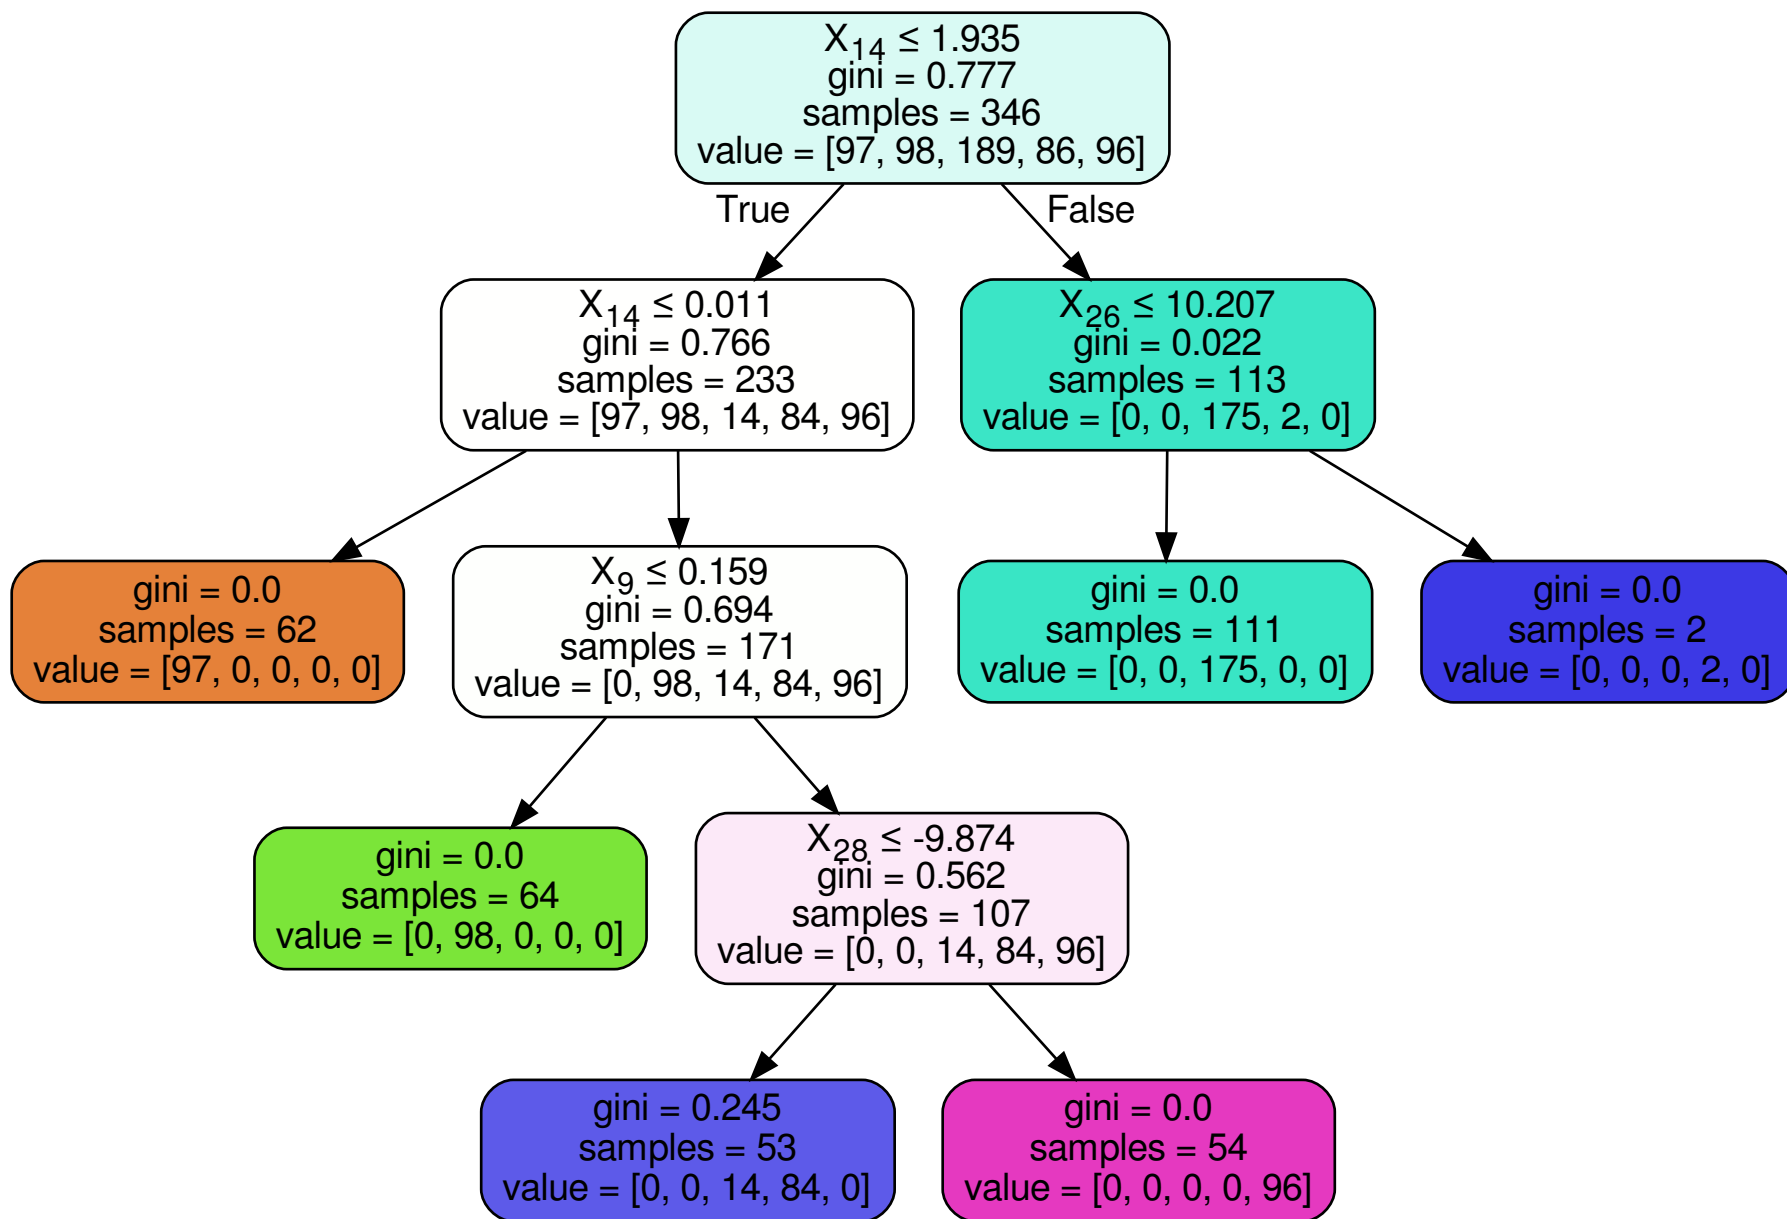 X14 ≤ 1.935
gini = 0.777
samples = 346
value = [97, 98, 189, 86, 96]
True
False
X14 ≤ 0.011
gini = 0.766
samples = 233
value = [97, 98, 14, 84, 96]
X26 ≤ 10.207
gini = 0.022
samples = 113
value = [0, 0, 175, 2, 0]
gini = 0.0
samples = 62
value = [97, 0, 0, 0, 0]
X9 ≤ 0.159
gini = 0.694
samples = 171
value = [0, 98, 14, 84, 96]
gini = 0.0
samples = 111
value = [0, 0, 175, 0, 0]
gini = 0.0
samples = 2
value = [0, 0, 0, 2, 0]
gini = 0.0
samples = 64
value = [0, 98, 0, 0, 0]
X28 ≤ -9.874
gini = 0.562
samples = 107
value = [0, 0, 14, 84, 96]
gini = 0.245
samples = 53
value = [0, 0, 14, 84, 0]
gini = 0.0
samples = 54
value = [0, 0, 0, 0, 96]